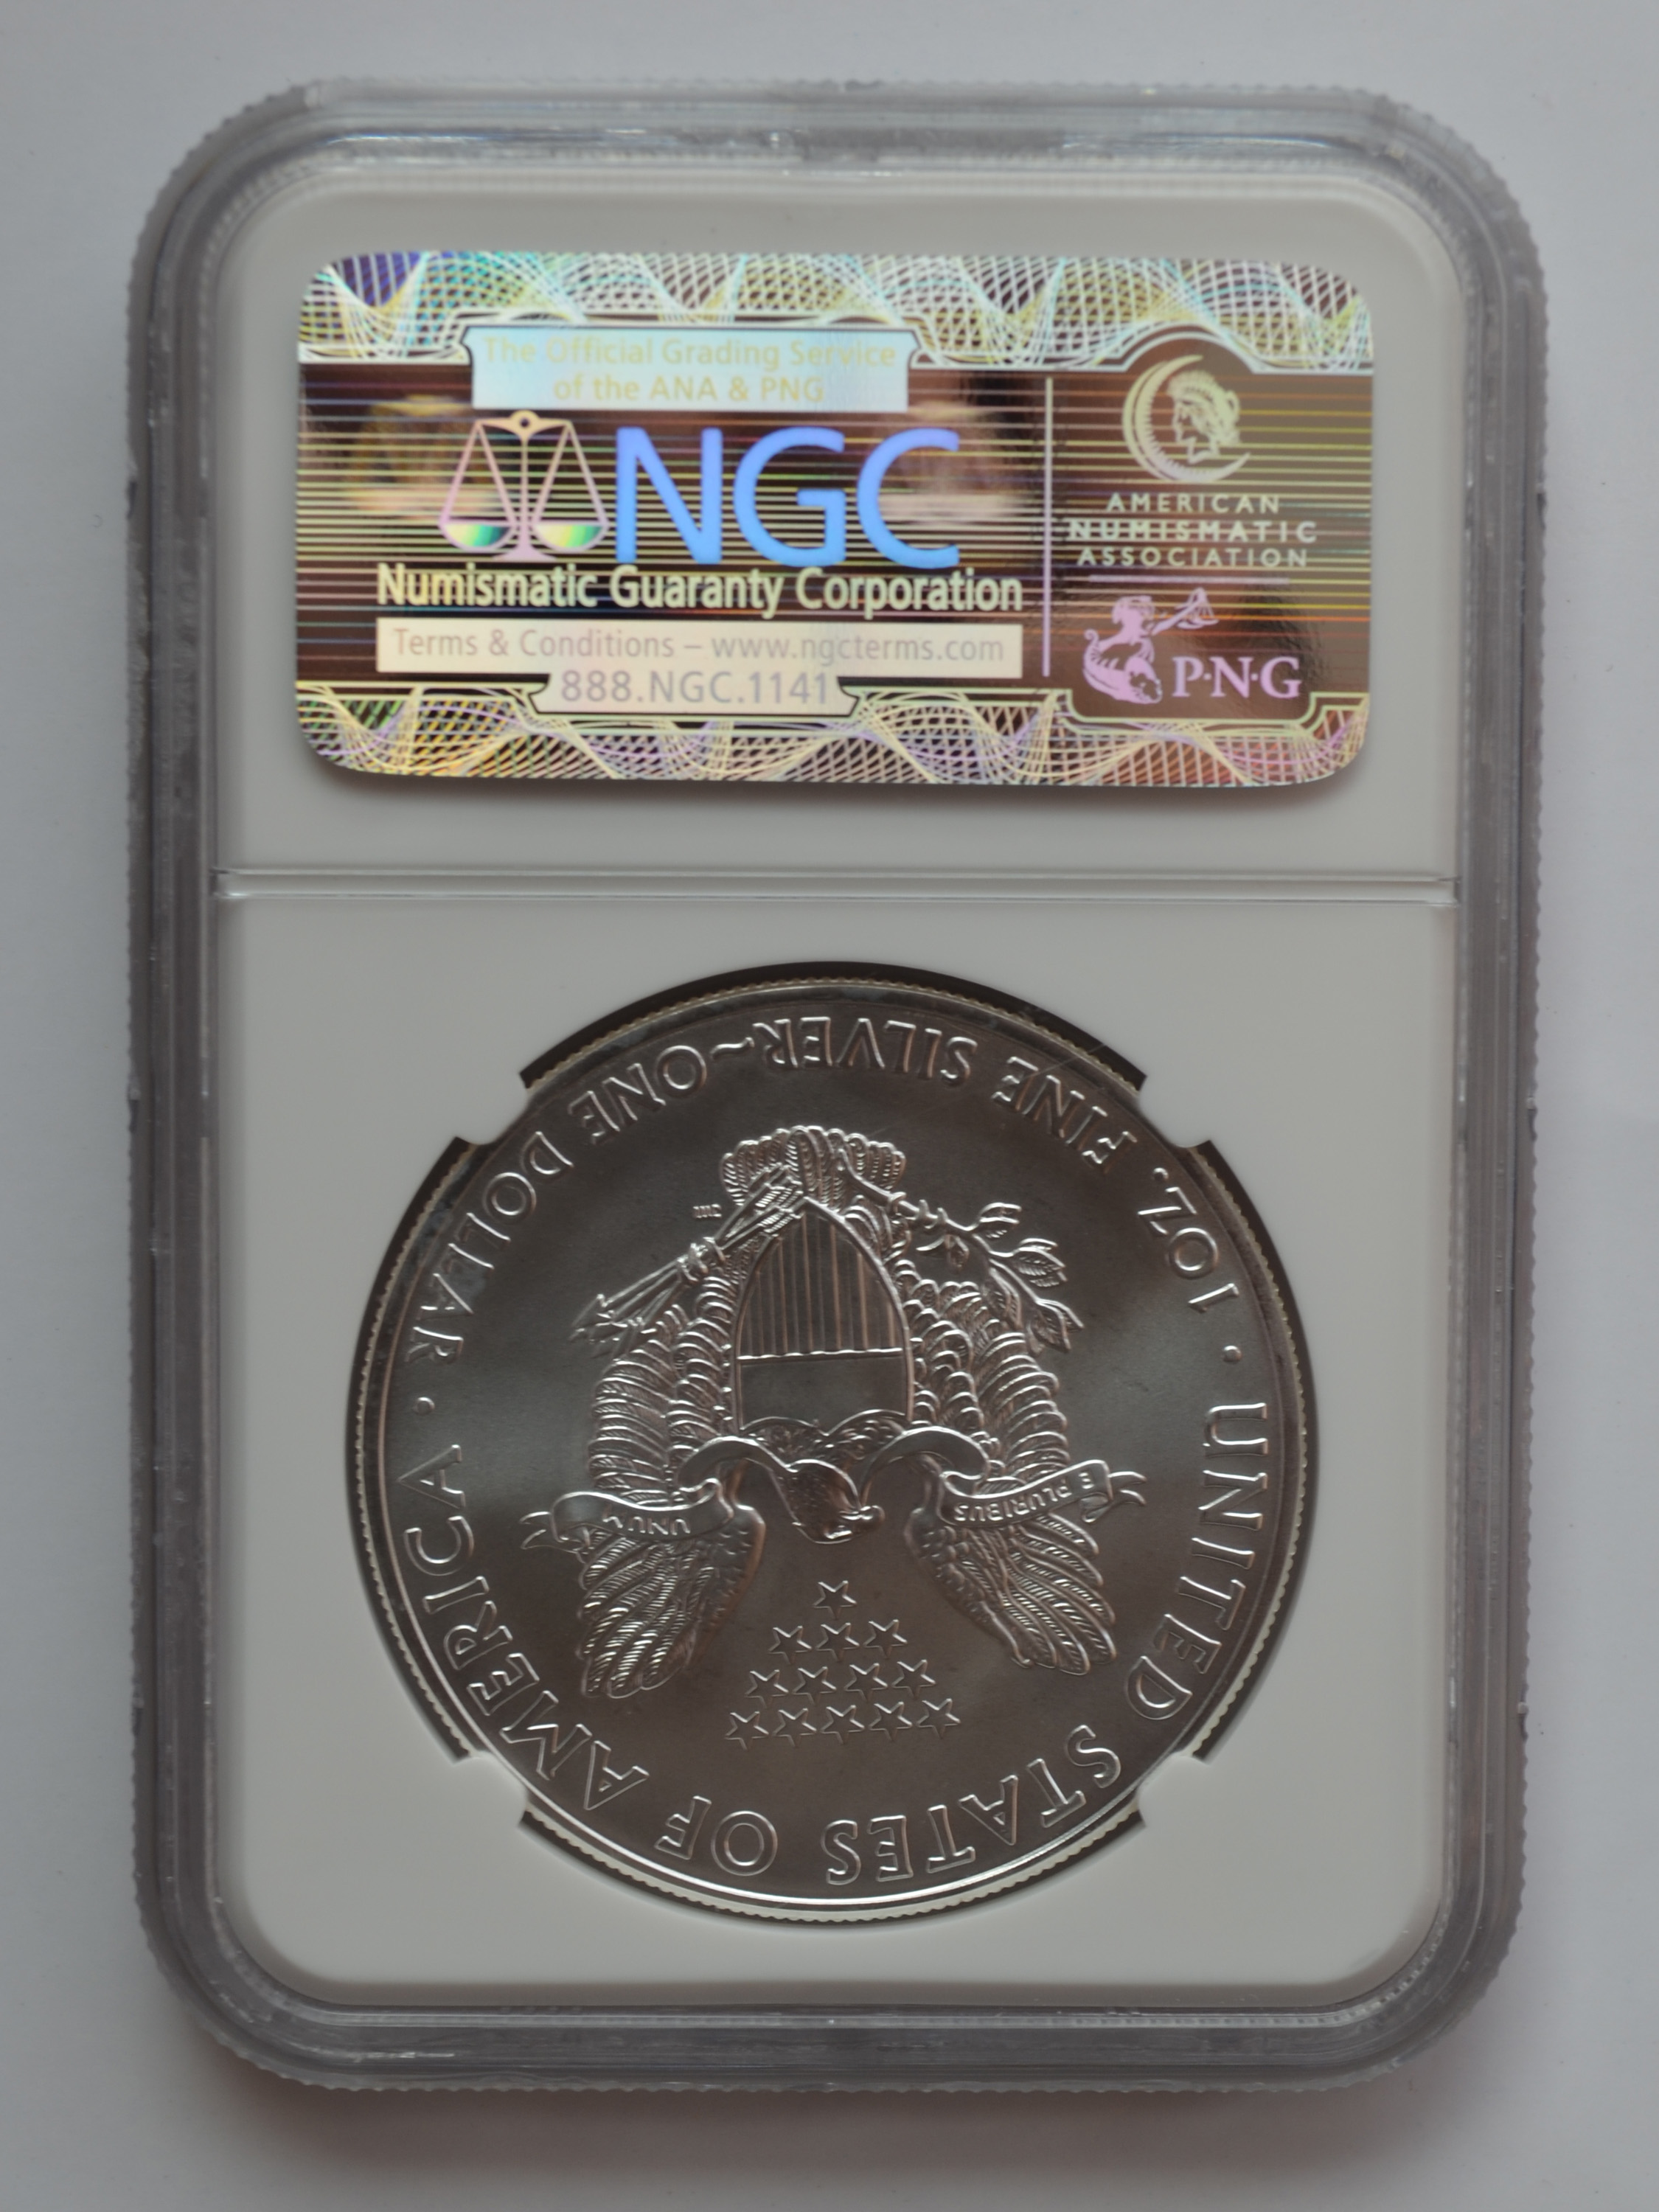 The Official Grading Service
of the ANA & PNG
NGC
Numismatic Guaranty Corporation
Terms & Conditions – www.ngcterms.com
888.NGC.1141
AMERICAN
NUMISMATIC
ASSOCIATION
P·N·G
UNITED STATES OF AMERICA · 1 OZ. FINE SILVER~ONE DOLLAR ·
E PLURIBUS
UNUM